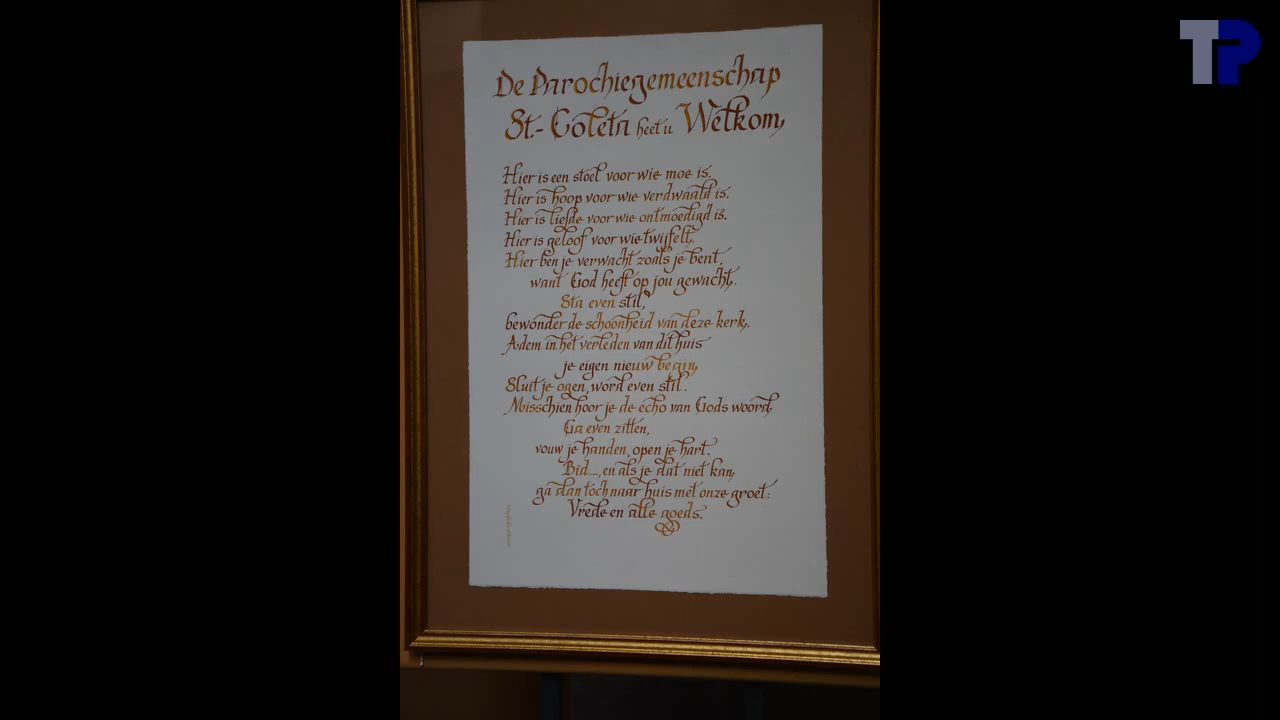 TP
De Parochiegemeenschap
St.- Coleta heet u Welkom,
Hier is een stoel voor wie moe is.
Hier is hoop voor wie verdwaald is.
Hier is liefde voor wie ontmoedigd is.
Hier is geloof voor wie twijfelt,
Hier ben je verwacht zoals je bent,
want God heeft op jou gewacht.
Sta even stil,
bewonder de schoonheid van deze kerk.
Adem in het verleden van dit huis
je eigen nieuw begin,
Sluit je ogen, word even stil.
Misschien hoor je de echo van Gods woord,
Ga even zitten,
vouw je handen, open je hart.
Bid..., en als je dat niet kan,
ga dan toch naar huis met onze groet:
Vrede en alle goeds.